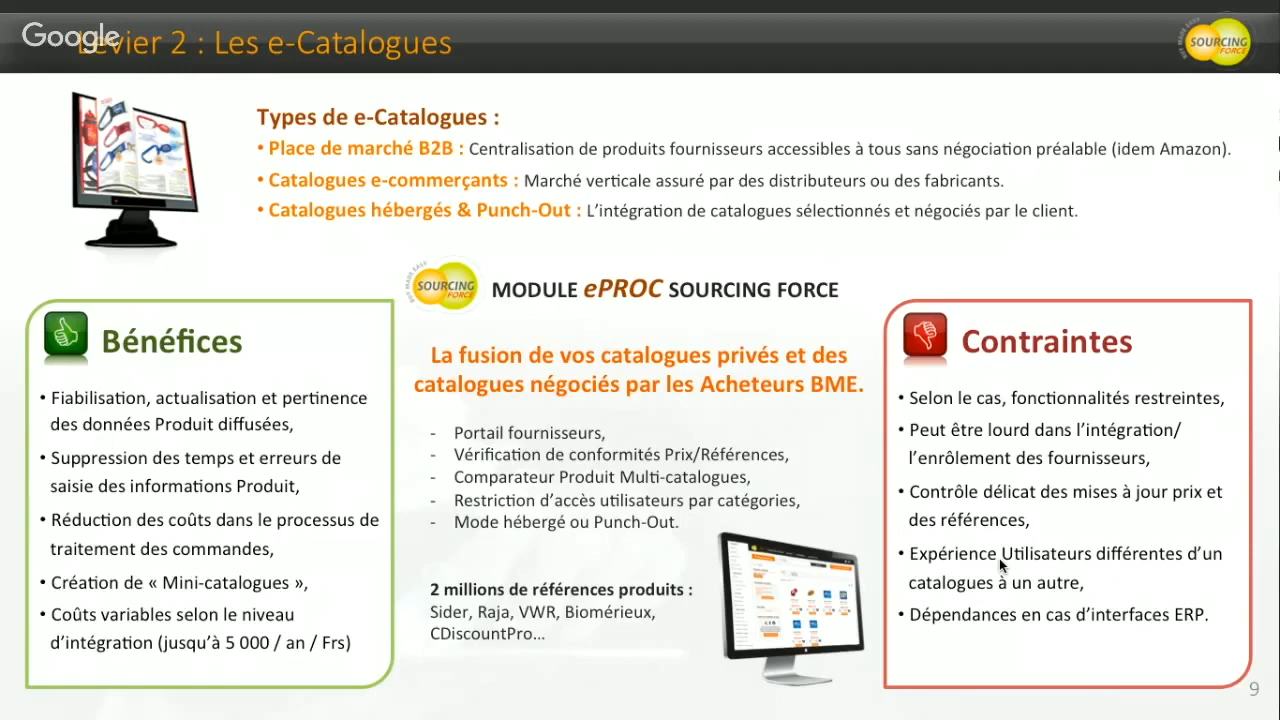 Google
Levier 2 : Les e-Catalogues
BUY MADE EASY
SOURCING
FORCE
Types de e-Catalogues :
• Place de marché B2B : Centralisation de produits fournisseurs accessibles à tous sans négociation préalable (idem Amazon).
• Catalogues e-commerçants : Marché verticale assuré par des distributeurs ou des fabricants.
• Catalogues hébergés & Punch-Out : L’intégration de catalogues sélectionnés et négociés par le client.
BUY MADE EASY
SOURCING
FORCE
MODULE ePROC SOURCING FORCE
Bénéfices
• Fiabilisation, actualisation et pertinence
des données Produit diffusées,
• Suppression des temps et erreurs de
saisie des informations Produit,
• Réduction des coûts dans le processus de
traitement des commandes,
• Création de « Mini-catalogues »,
• Coûts variables selon le niveau
d’intégration (jusqu’à 5 000 / an / Frs)
La fusion de vos catalogues privés et des
catalogues négociés par les Acheteurs BME.
- Portail fournisseurs,
- Vérification de conformités Prix/Références,
- Comparateur Produit Multi-catalogues,
- Restriction d’accès utilisateurs par catégories,
- Mode hébergé ou Punch-Out.
2 millions de références produits :
Sider, Raja, VWR, Biomérieux,
CDiscountPro…
Contraintes
• Selon le cas, fonctionnalités restreintes,
• Peut être lourd dans l’intégration/
l’enrôlement des fournisseurs,
• Contrôle délicat des mises à jour prix et
des références,
• Expérience Utilisateurs différentes d’un
catalogues à un autre,
• Dépendances en cas d’interfaces ERP.
9